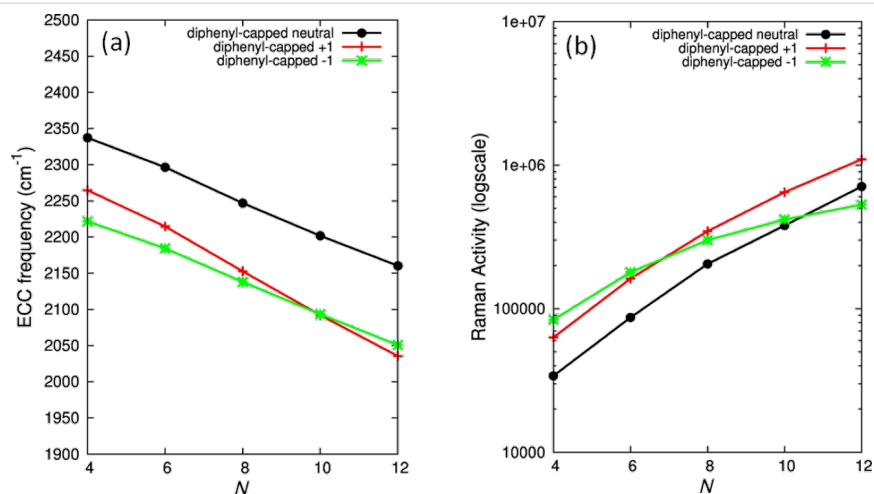 (a)
diphenyl-capped neutral
diphenyl-capped +1
diphenyl-capped -1
ECC frequency (cm-1)
2500
2450
2400
2350
2300
2250
2200
2150
2100
2050
2000
1950
1900
4 6 8 10 12
N
(b)
diphenyl-capped neutral
diphenyl-capped +1
diphenyl-capped -1
Raman Activity (logscale)
1e+07
1e+06
100000
10000
4 6 8 10 12
N